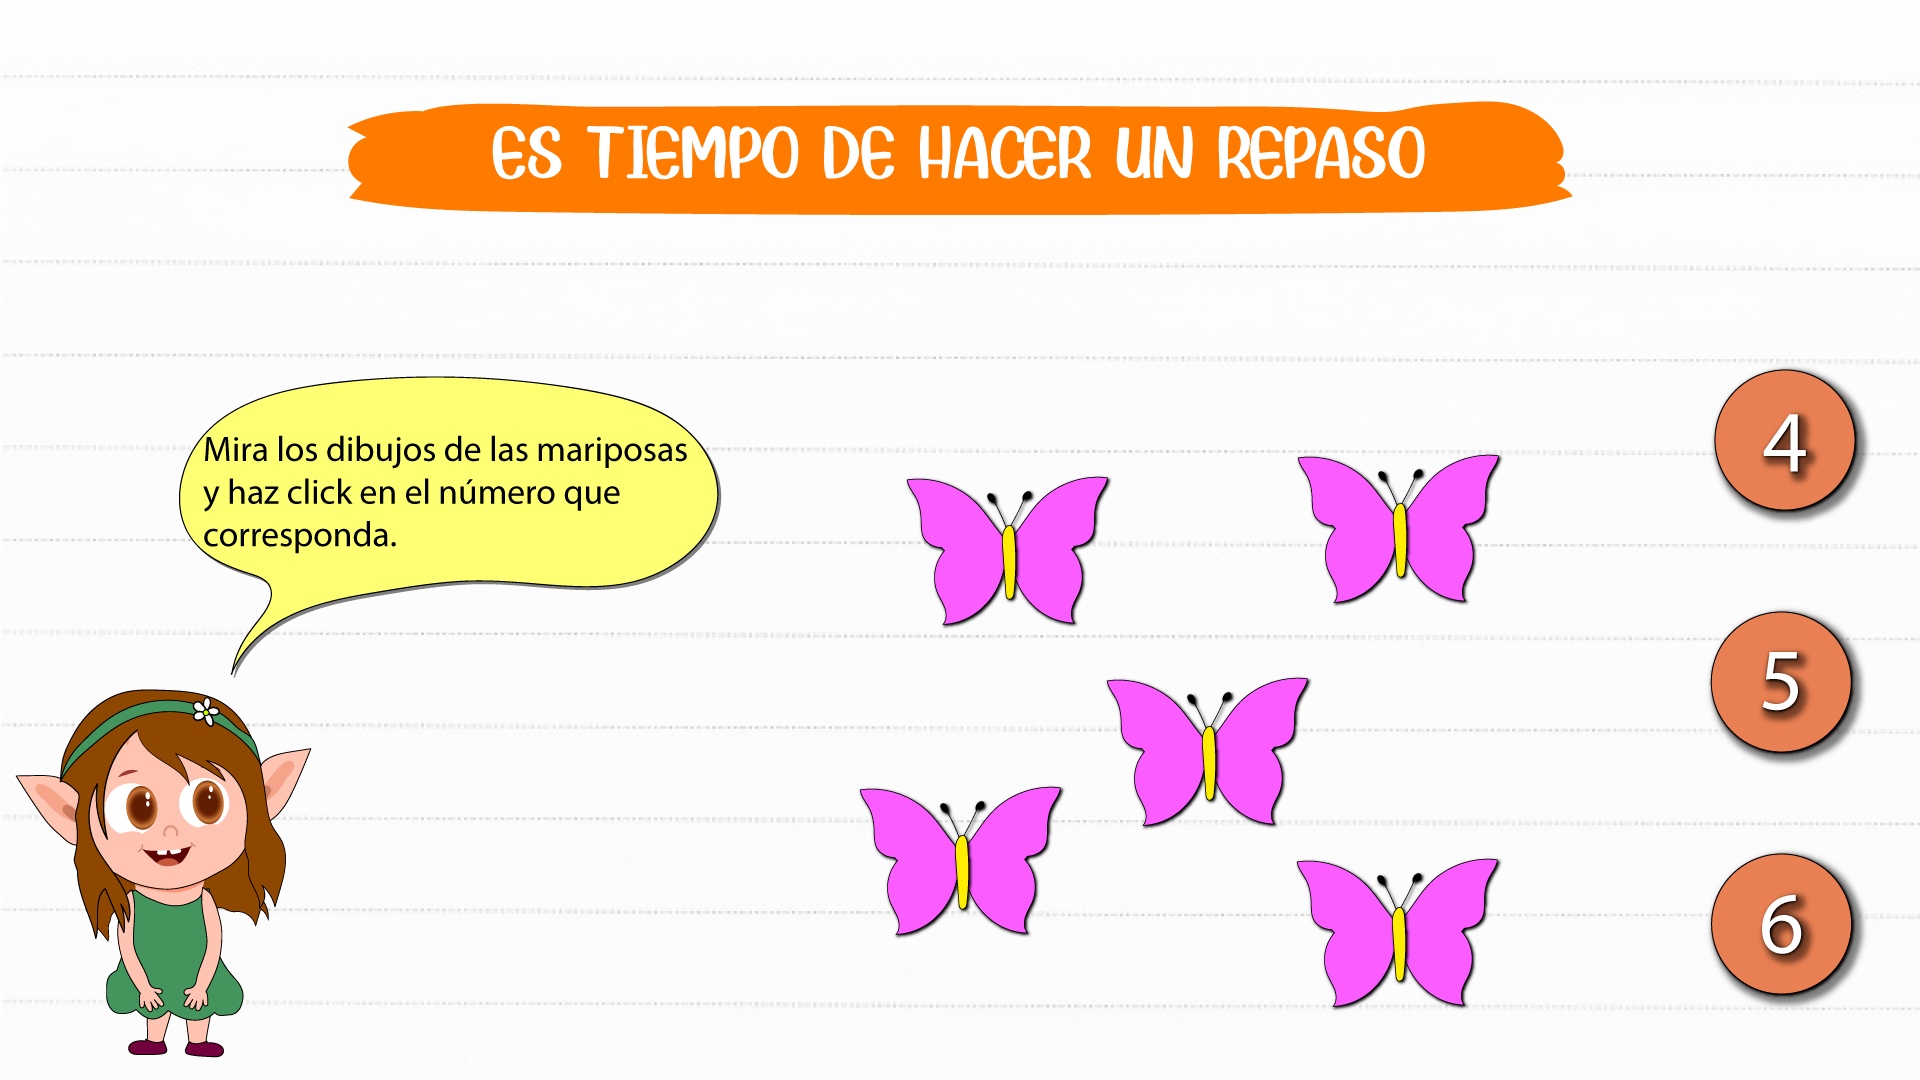 ES TIEMPO DE HACER UN REPASO
Mira los dibujos de las mariposas
y haz click en el número que
corresponda.
4
5
6